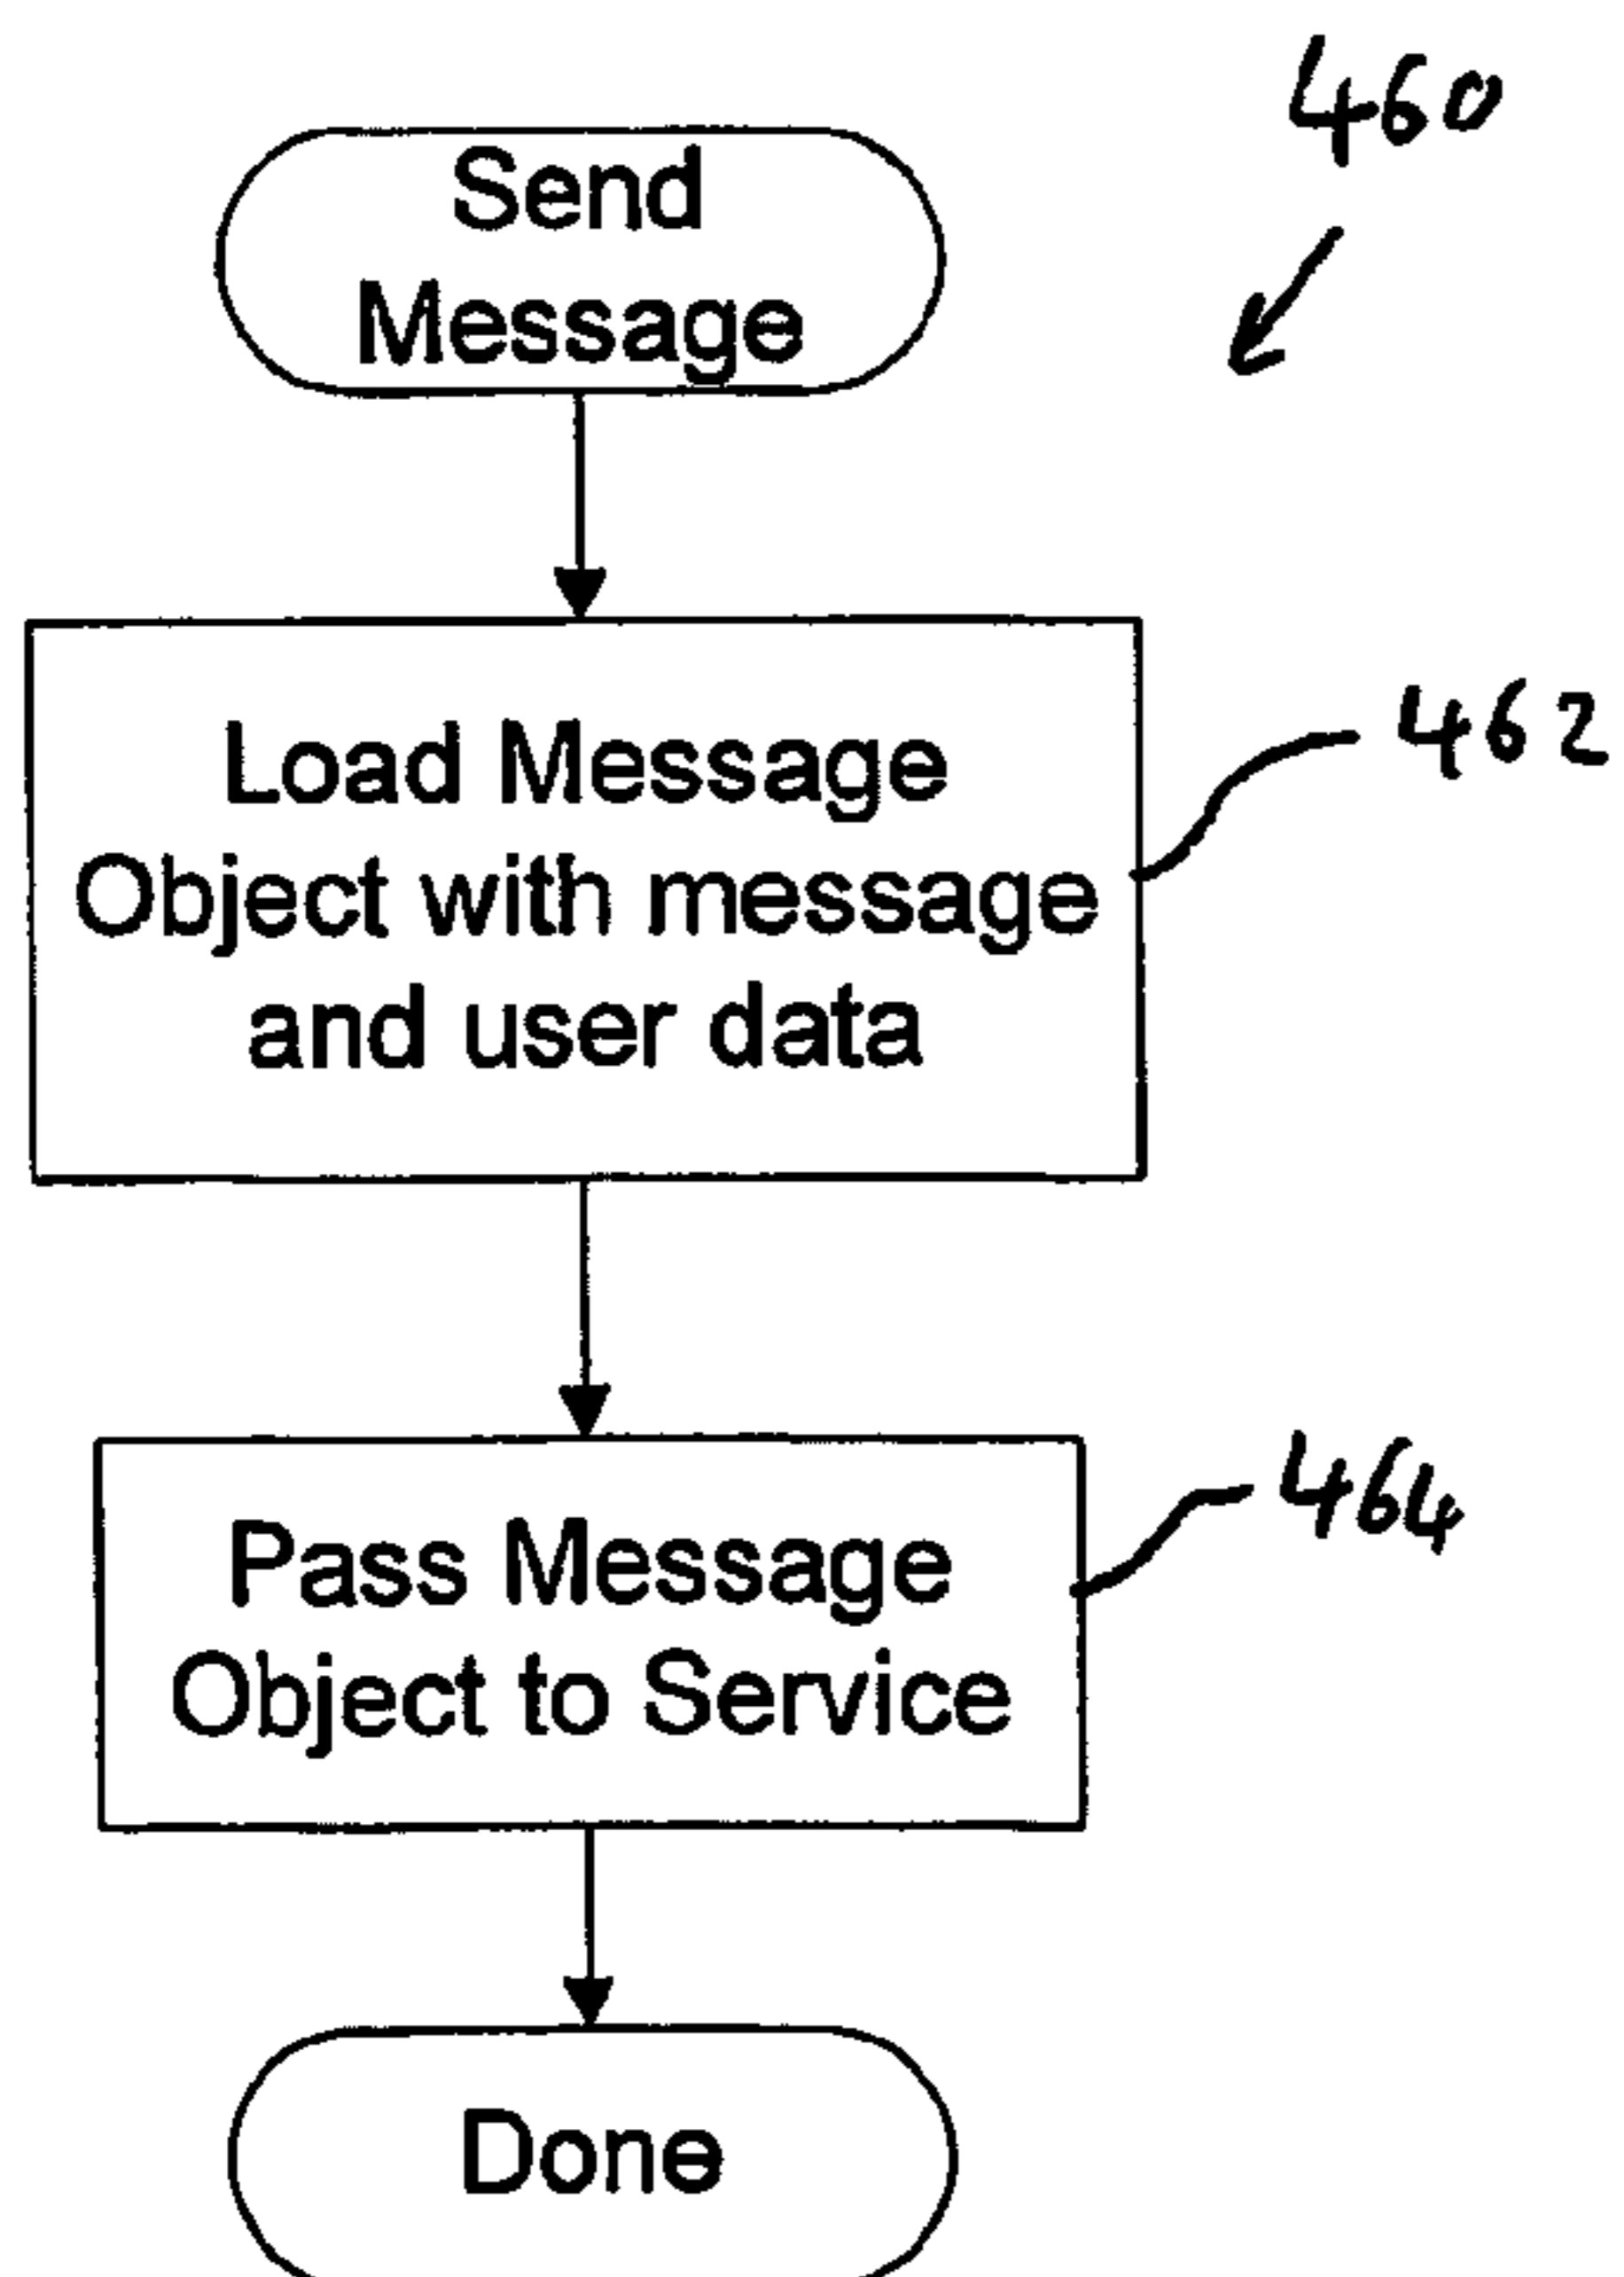 460
Send
Message
Load Message
Object with message
and user data
462
Pass Message
Object to Service
464
Done